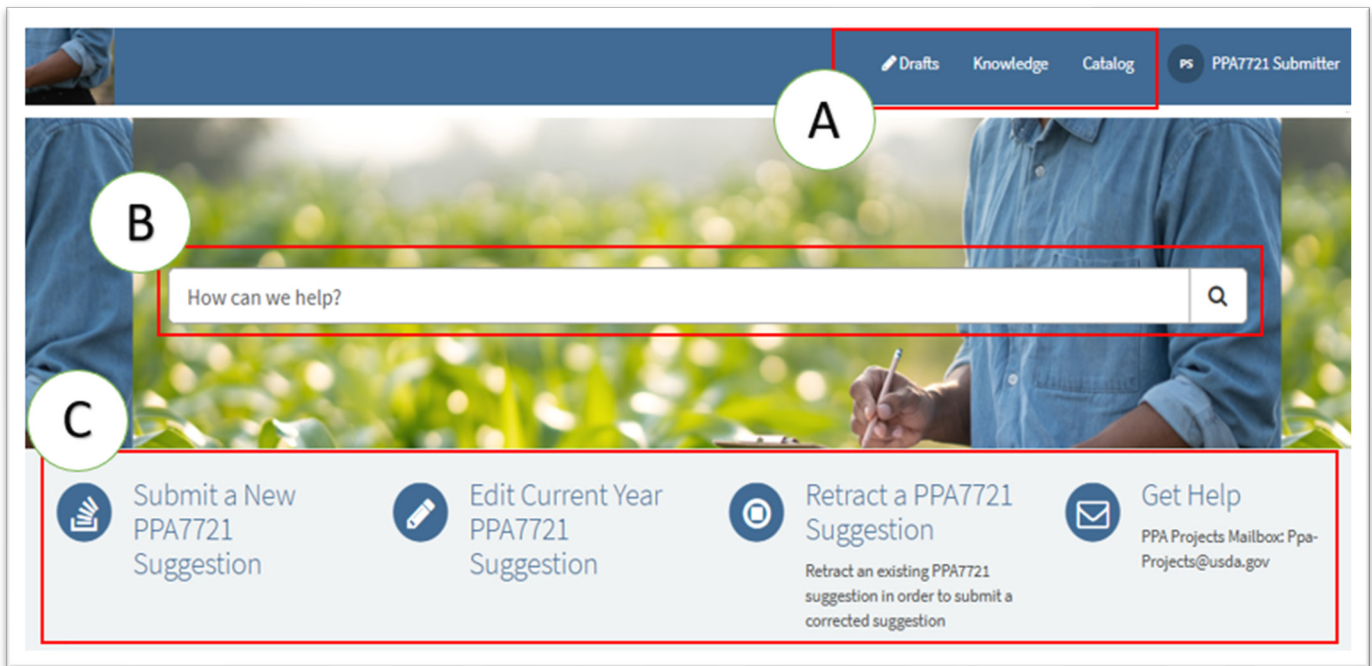 Drafts Knowledge Catalog PS PPA7721 Submitter
A
B
How can we help?
C
Submit a New
PPA7721
Suggestion
Edit Current Year
PPA7721
Suggestion
Retract a PPA7721
Suggestion
Retract an existing PPA7721
suggestion in order to submit a
corrected suggestion
Get Help
PPA Projects Mailbox: Ppa-
Projects@usda.gov